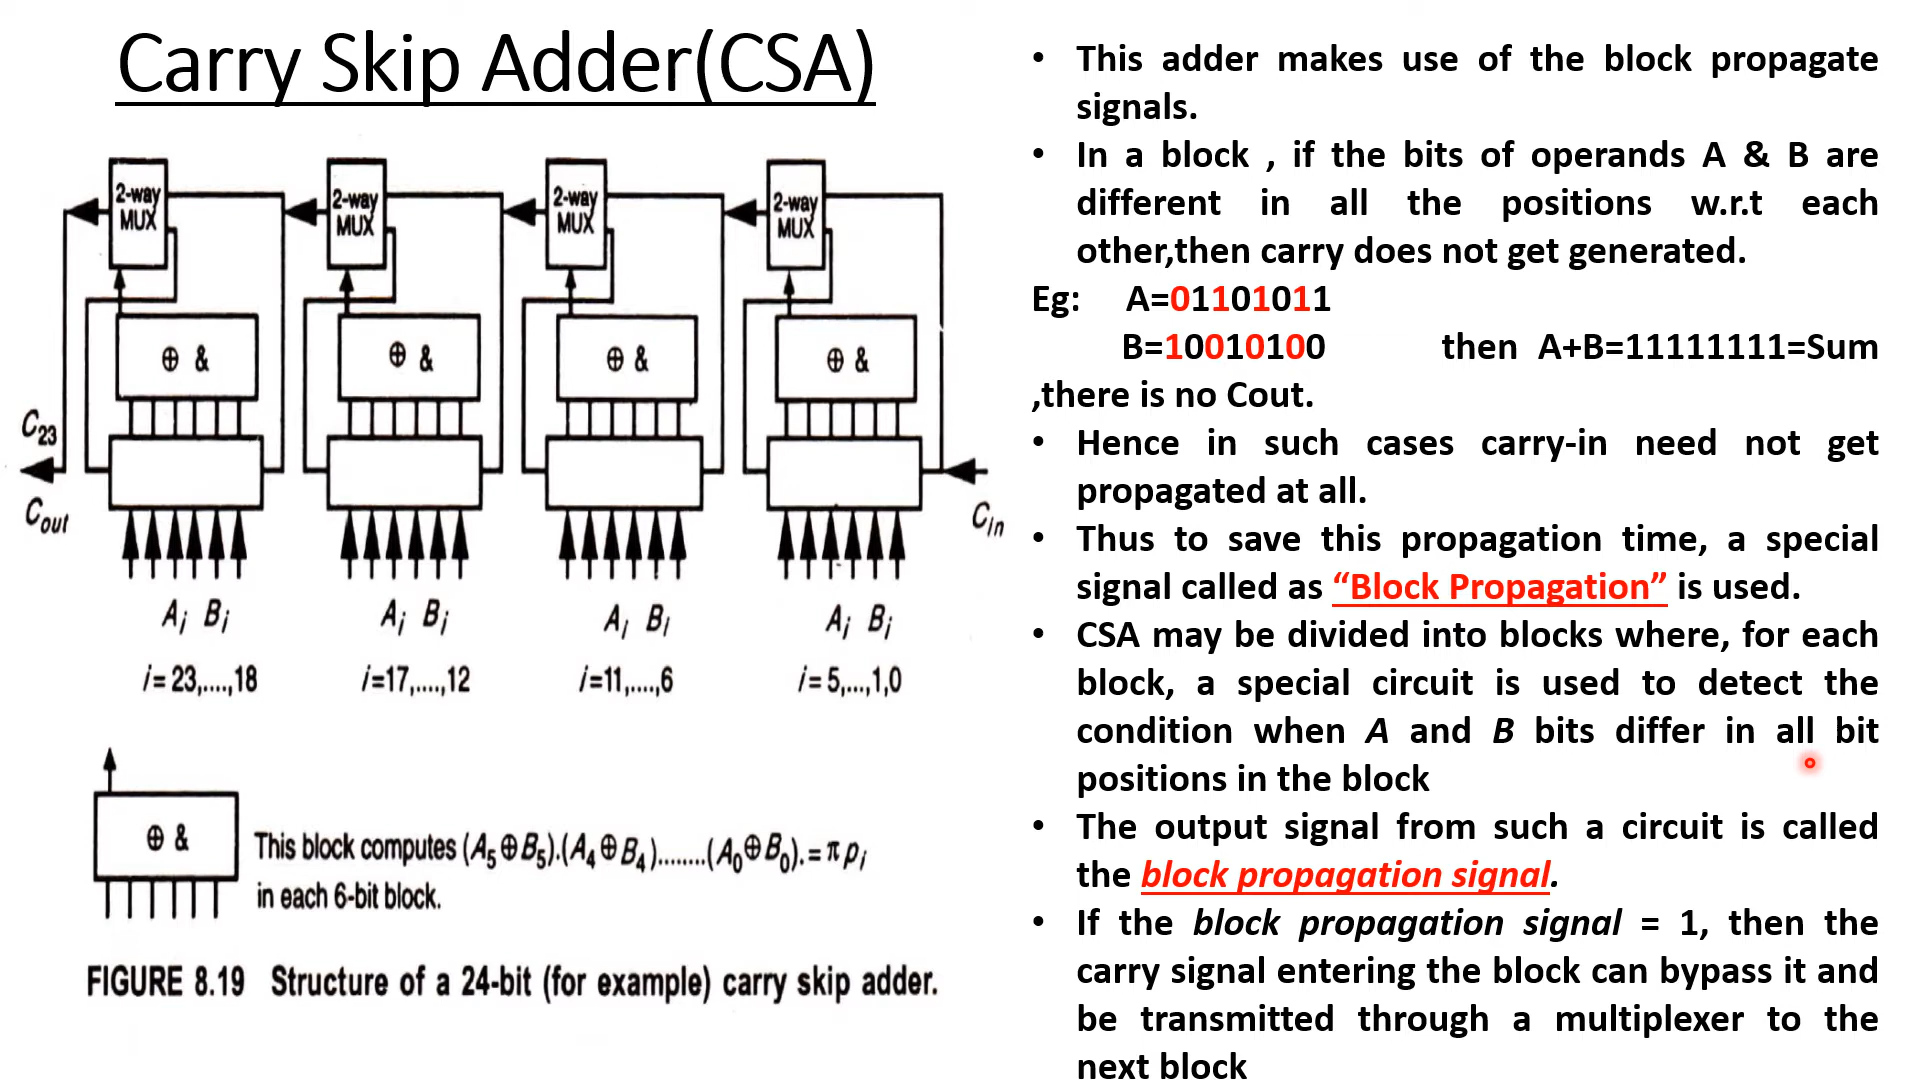 Carry Skip Adder(CSA)
2-way MUX
2-way MUX
2-way MUX
2-way MUX
⊕ &
⊕ &
⊕ &
⊕ &
C23
Cout
Cin
Ai Bi
Ai Bi
Ai Bi
Ai Bi
i= 23,....,18
i=17,....,12
i=11,....,6
i= 5,...,1,0
⊕ &
This block computes (A5⊕B5).(A4⊕B4)........(A0⊕B0).=π pi
in each 6-bit block.
FIGURE 8.19 Structure of a 24-bit (for example) carry skip adder.
• This adder makes use of the block propagate
signals.
• In a block , if the bits of operands A & B are
different in all the positions w.r.t each
other,then carry does not get generated.
Eg: A=01101011
B=10010100 then A+B=11111111=Sum
,there is no Cout.
• Hence in such cases carry-in need not get
propagated at all.
• Thus to save this propagation time, a special
signal called as “Block Propagation” is used.
• CSA may be divided into blocks where, for each
block, a special circuit is used to detect the
condition when A and B bits differ in all bit
positions in the block
• The output signal from such a circuit is called
the block propagation signal.
• If the block propagation signal = 1, then the
carry signal entering the block can bypass it and
be transmitted through a multiplexer to the
next block